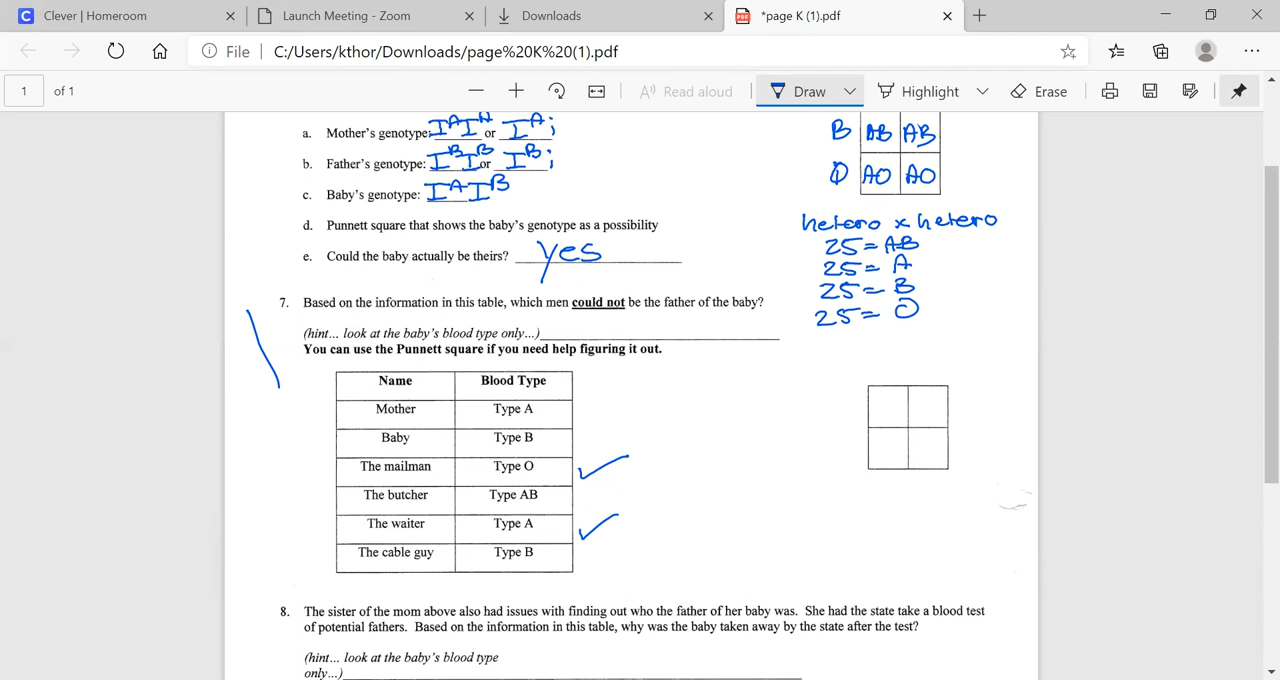 Clever | Homeroom
Launch Meeting - Zoom
Downloads
*page K (1).pdf
File C:/Users/kthor/Downloads/page%20K%20(1).pdf
1 of 1
Read aloud
Draw
Highlight
Erase
a. Mother's genotype: IAIA or IAi
b. Father's genotype: IBIB or IBi
c. Baby's genotype: IAIB
d. Punnett square that shows the baby's genotype as a possibility
e. Could the baby actually be theirs? yes
B AB AB
O AO AO
hetero x hetero
25 = AB
25 = A
25 = B
25 = O
7. Based on the information in this table, which men could not be the father of the baby?
(hint... look at the baby's blood type only...)
You can use the Punnett square if you need help figuring it out.
Name Blood Type
Mother Type A
Baby Type B
The mailman Type O
The butcher Type AB
The waiter Type A
The cable guy Type B
8. The sister of the mom above also had issues with finding out who the father of her baby was. She had the state take a blood test
of potential fathers. Based on the information in this table, why was the baby taken away by the state after the test?
(hint... look at the baby's blood type
only...)